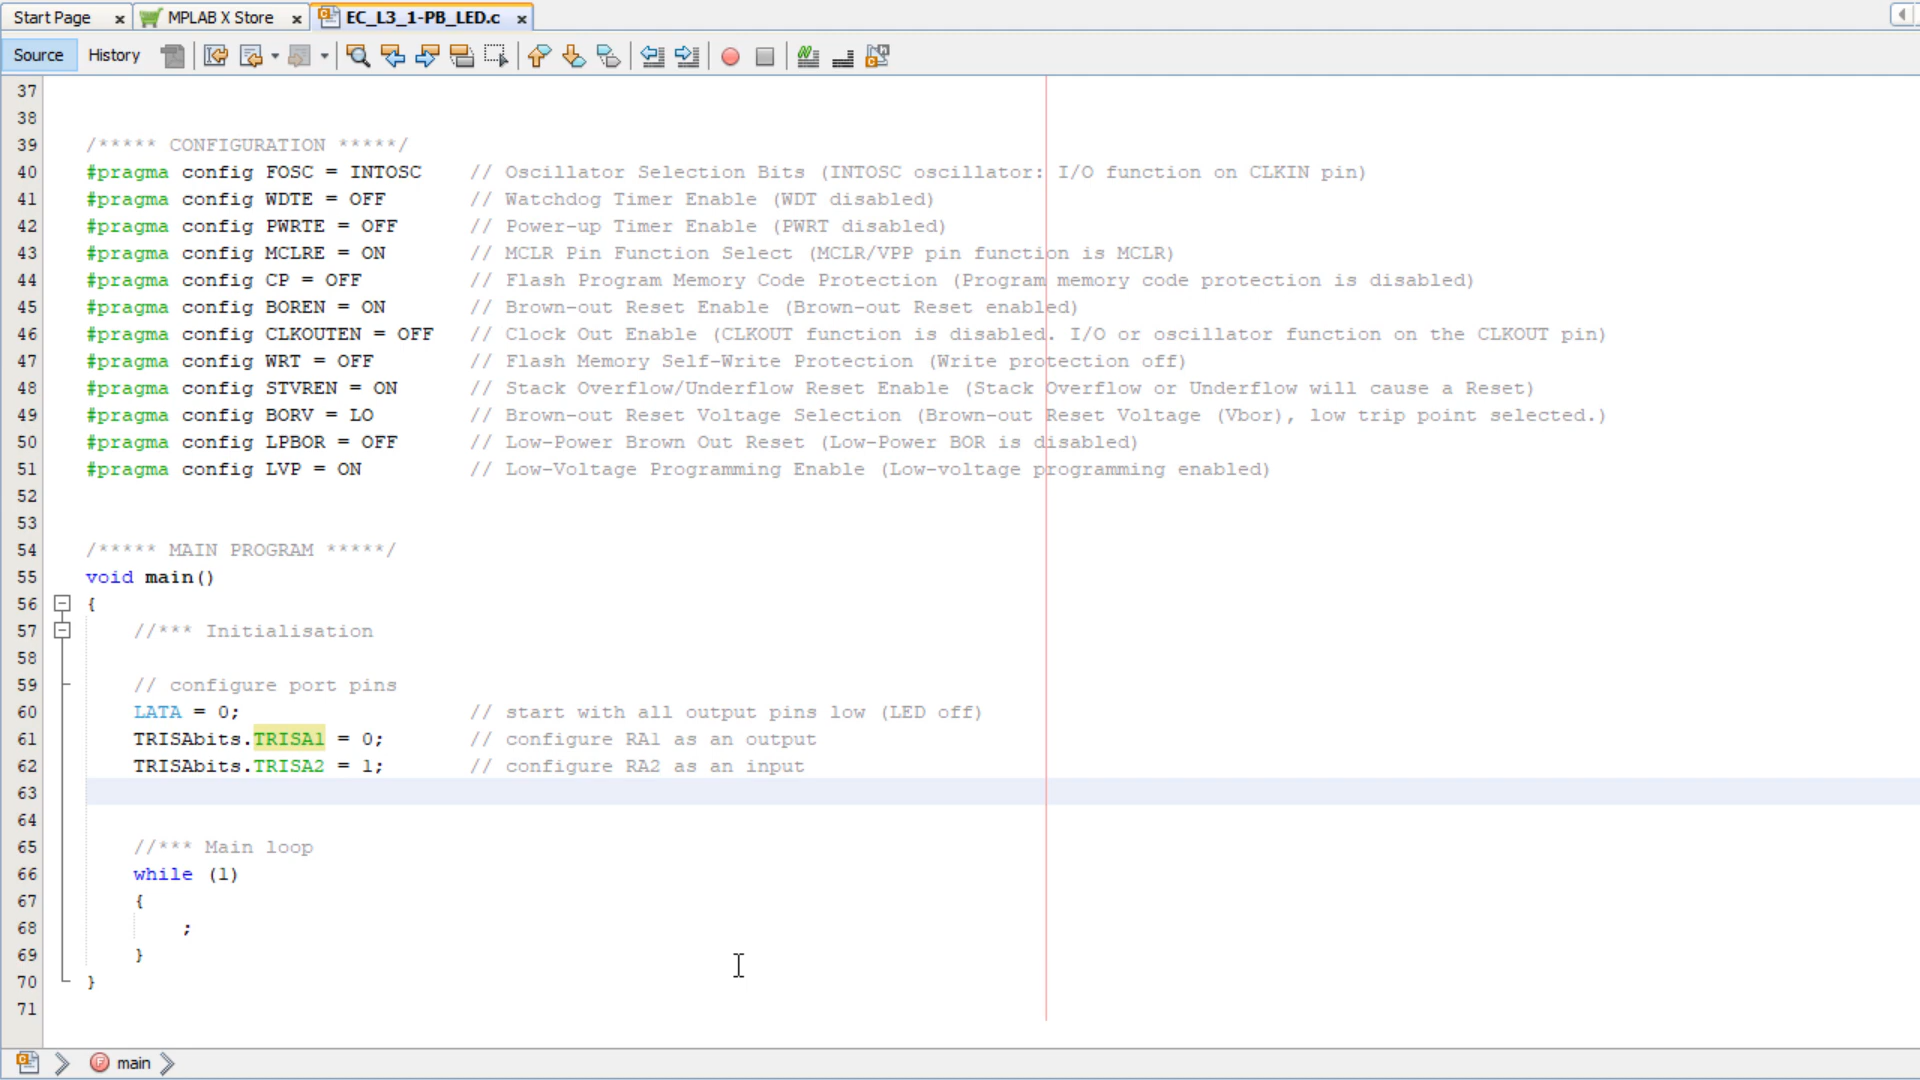 Start Page x MPLAB X Store x EC_L3_1-PB_LED.c x
Source History
37
38
39 /***** CONFIGURATION *****/
40 #pragma config FOSC = INTOSC // Oscillator Selection Bits (INTOSC oscillator: I/O function on CLKIN pin)
41 #pragma config WDTE = OFF // Watchdog Timer Enable (WDT disabled)
42 #pragma config PWRTE = OFF // Power-up Timer Enable (PWRT disabled)
43 #pragma config MCLRE = ON // MCLR Pin Function Select (MCLR/VPP pin function is MCLR)
44 #pragma config CP = OFF // Flash Program Memory Code Protection (Program memory code protection is disabled)
45 #pragma config BOREN = ON // Brown-out Reset Enable (Brown-out Reset enabled)
46 #pragma config CLKOUTEN = OFF // Clock Out Enable (CLKOUT function is disabled. I/O or oscillator function on the CLKOUT pin)
47 #pragma config WRT = OFF // Flash Memory Self-Write Protection (Write protection off)
48 #pragma config STVREN = ON // Stack Overflow/Underflow Reset Enable (Stack Overflow or Underflow will cause a Reset)
49 #pragma config BORV = LO // Brown-out Reset Voltage Selection (Brown-out Reset Voltage (Vbor), low trip point selected.)
50 #pragma config LPBOR = OFF // Low-Power Brown Out Reset (Low-Power BOR is disabled)
51 #pragma config LVP = ON // Low-Voltage Programming Enable (Low-voltage programming enabled)
52
53
54 /***** MAIN PROGRAM *****/
55 void main()
56 {
57 //*** Initialisation
58
59 // configure port pins
60 LATA = 0; // start with all output pins low (LED off)
61 TRISAbits.TRISA1 = 0; // configure RA1 as an output
62 TRISAbits.TRISA2 = 1; // configure RA2 as an input
63
64
65 //*** Main loop
66 while (1)
67 {
68 ;
69 }
70 }
71
main